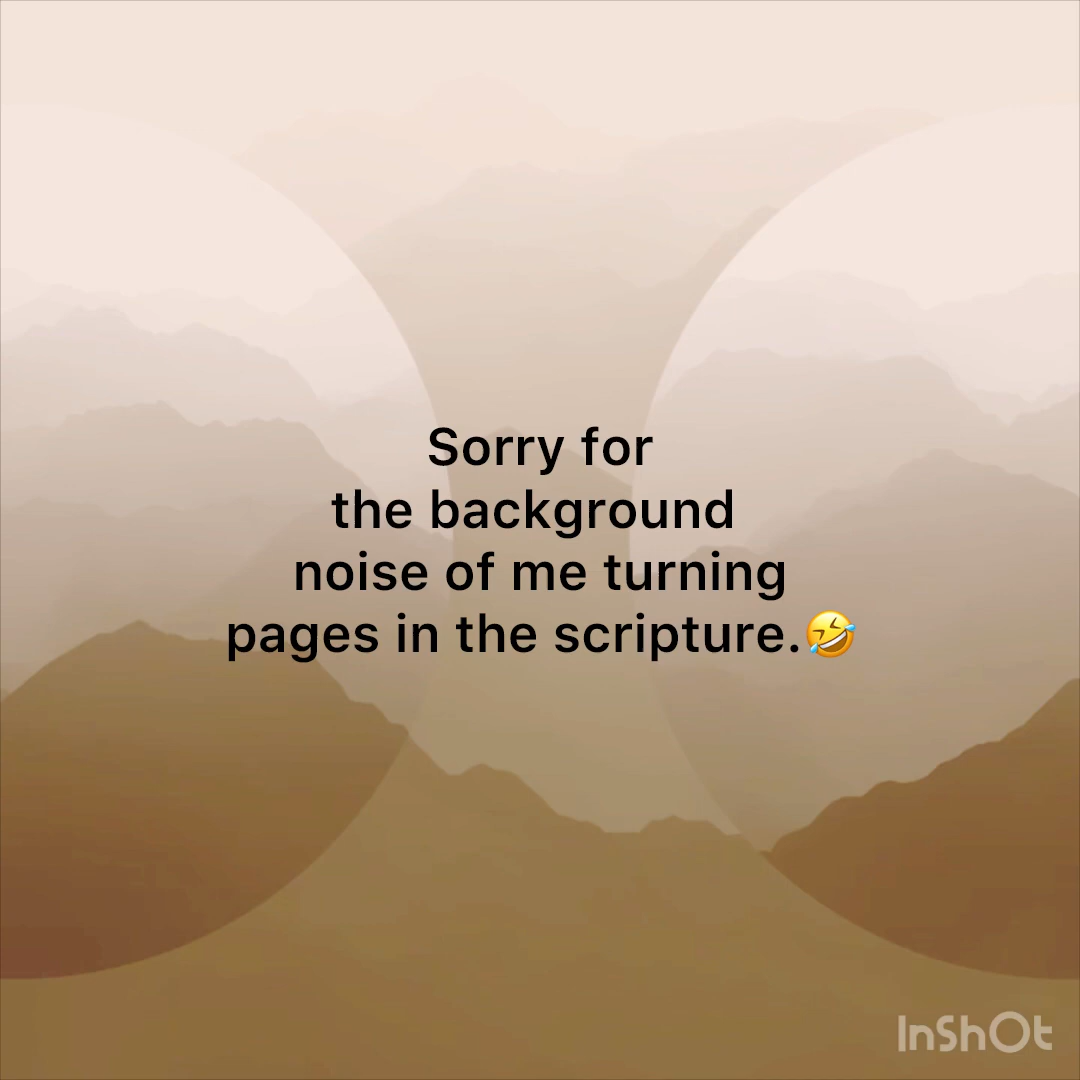 Sorry for
the background
noise of me turning
pages in the scripture.🤣
InShOt